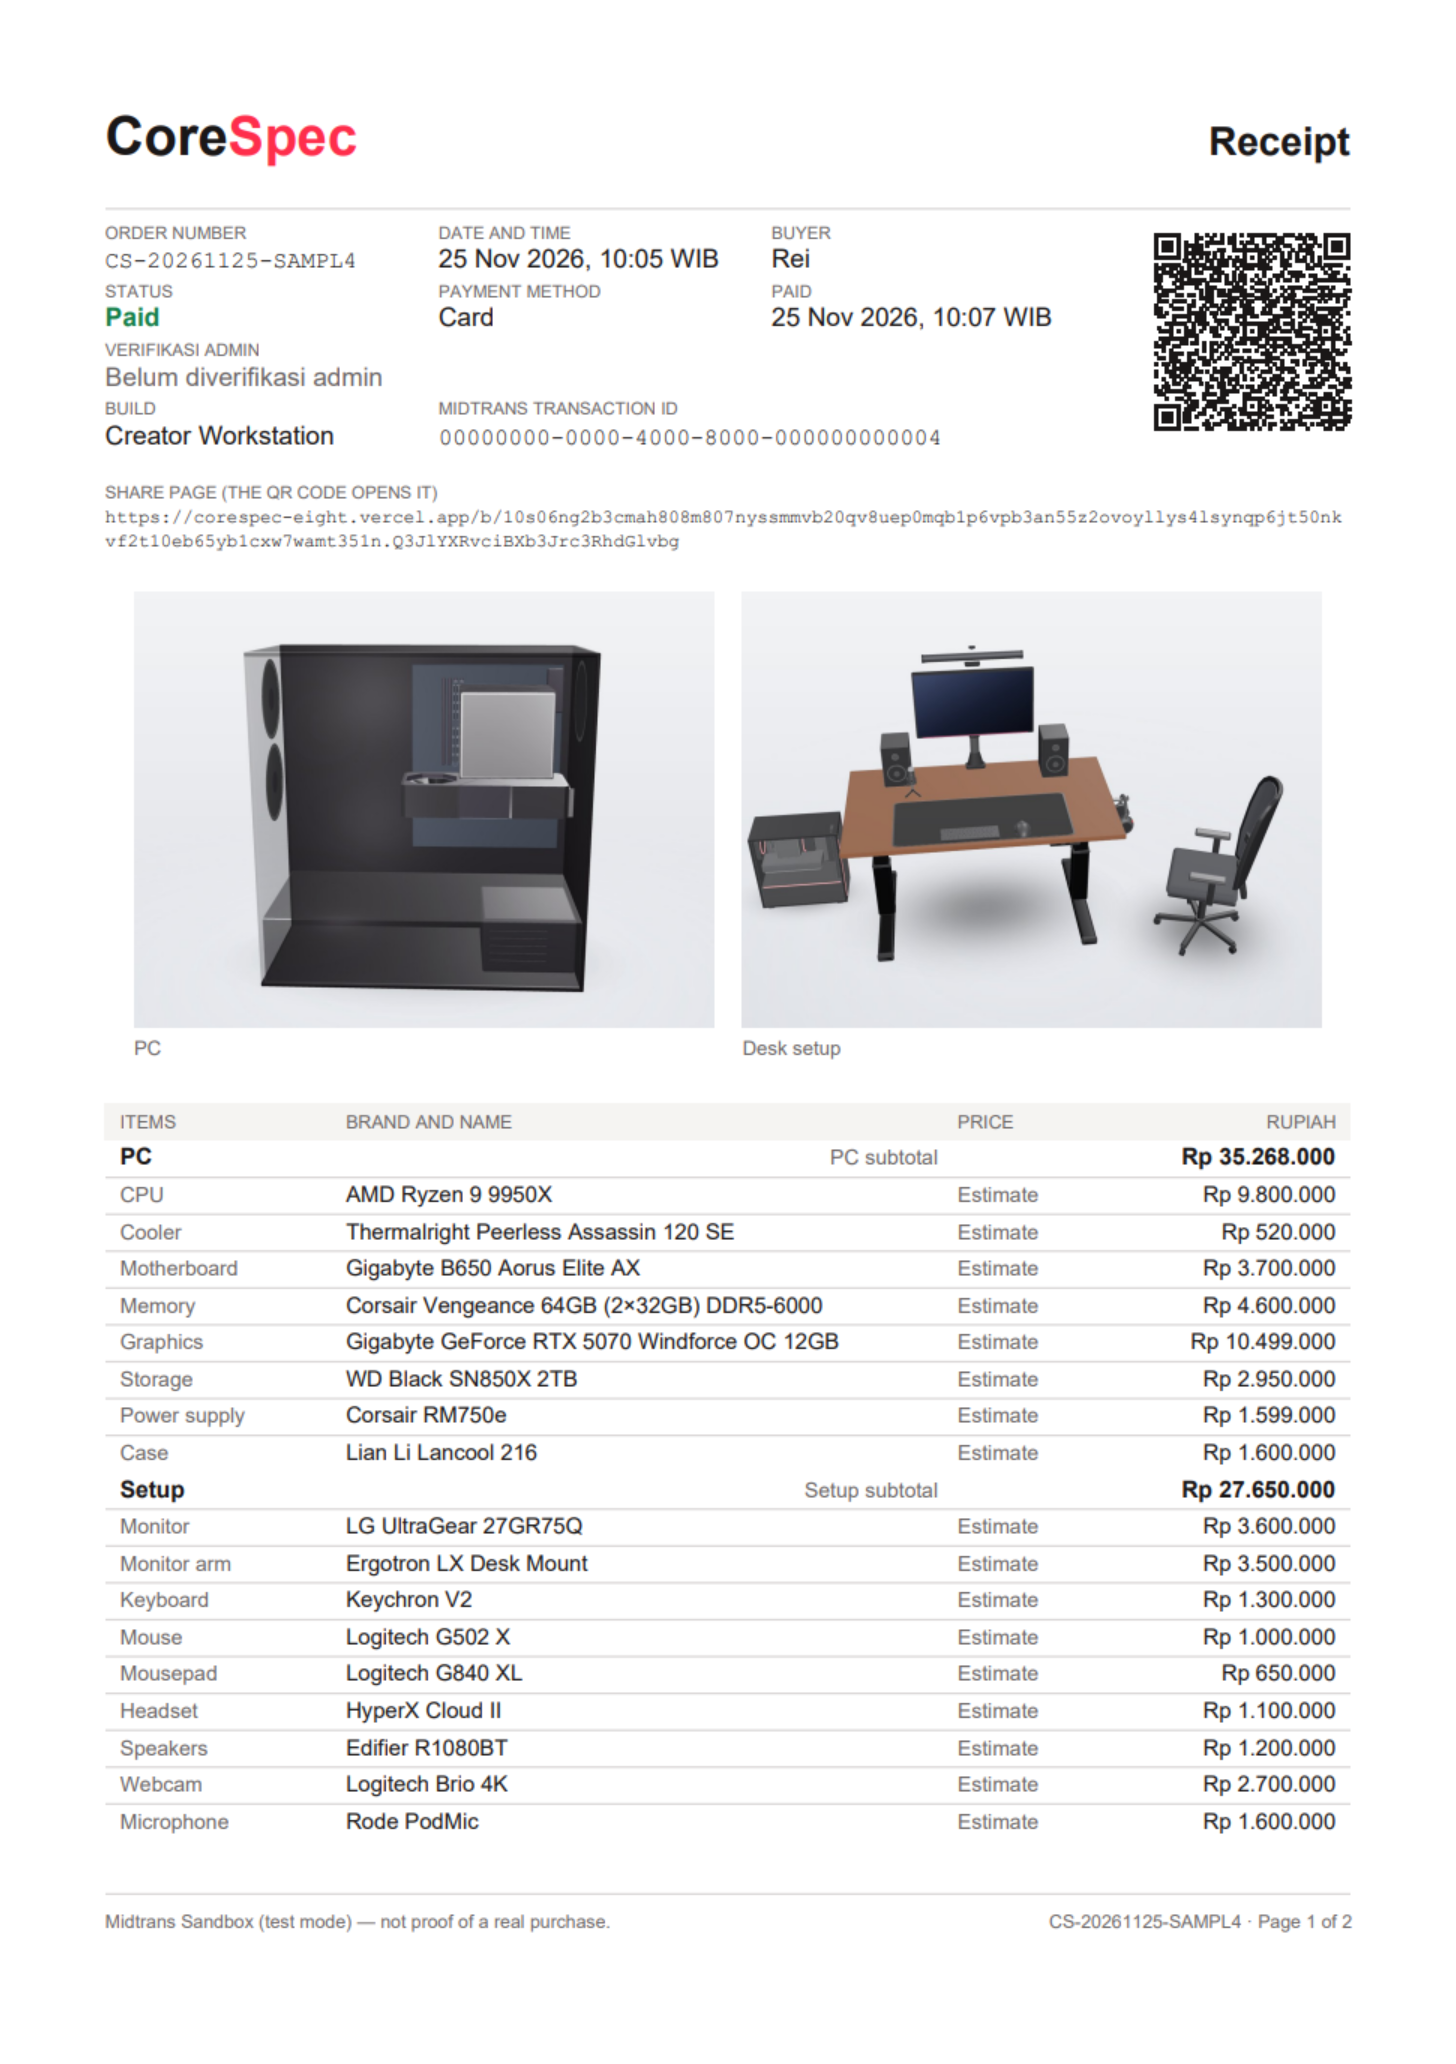 CoreSpec
Receipt
ORDER NUMBER DATE AND TIME BUYER
CS-20261125-SAMPL4 25 Nov 2026, 10:05 WIB Rei
STATUS PAYMENT METHOD PAID
Paid Card 25 Nov 2026, 10:07 WIB
VERIFIKASI ADMIN
Belum diverifikasi admin
BUILD MIDTRANS TRANSACTION ID
Creator Workstation 00000000-0000-4000-8000-000000000004
SHARE PAGE (THE QR CODE OPENS IT)
https://corespec-eight.vercel.app/b/10s06ng2b3cmah808m807nyssmmvb20qv8uep0mqb1p6vpb3an55z2ovoyllys4lsynqp6jt50nk
vf2t10eb65yb1cxw7wamt351n.Q3JlYXRvciBXb3Jrc3RhdGlvbg
PC Desk setup
ITEMS BRAND AND NAME PRICE RUPIAH
PC PC subtotal Rp 35.268.000
CPU AMD Ryzen 9 9950X Estimate Rp 9.800.000
Cooler Thermalright Peerless Assassin 120 SE Estimate Rp 520.000
Motherboard Gigabyte B650 Aorus Elite AX Estimate Rp 3.700.000
Memory Corsair Vengeance 64GB (2×32GB) DDR5-6000 Estimate Rp 4.600.000
Graphics Gigabyte GeForce RTX 5070 Windforce OC 12GB Estimate Rp 10.499.000
Storage WD Black SN850X 2TB Estimate Rp 2.950.000
Power supply Corsair RM750e Estimate Rp 1.599.000
Case Lian Li Lancool 216 Estimate Rp 1.600.000
Setup Setup subtotal Rp 27.650.000
Monitor LG UltraGear 27GR75Q Estimate Rp 3.600.000
Monitor arm Ergotron LX Desk Mount Estimate Rp 3.500.000
Keyboard Keychron V2 Estimate Rp 1.300.000
Mouse Logitech G502 X Estimate Rp 1.000.000
Mousepad Logitech G840 XL Estimate Rp 650.000
Headset HyperX Cloud II Estimate Rp 1.100.000
Speakers Edifier R1080BT Estimate Rp 1.200.000
Webcam Logitech Brio 4K Estimate Rp 2.700.000
Microphone Rode PodMic Estimate Rp 1.600.000
Midtrans Sandbox (test mode) — not proof of a real purchase.
CS-20261125-SAMPL4 · Page 1 of 2